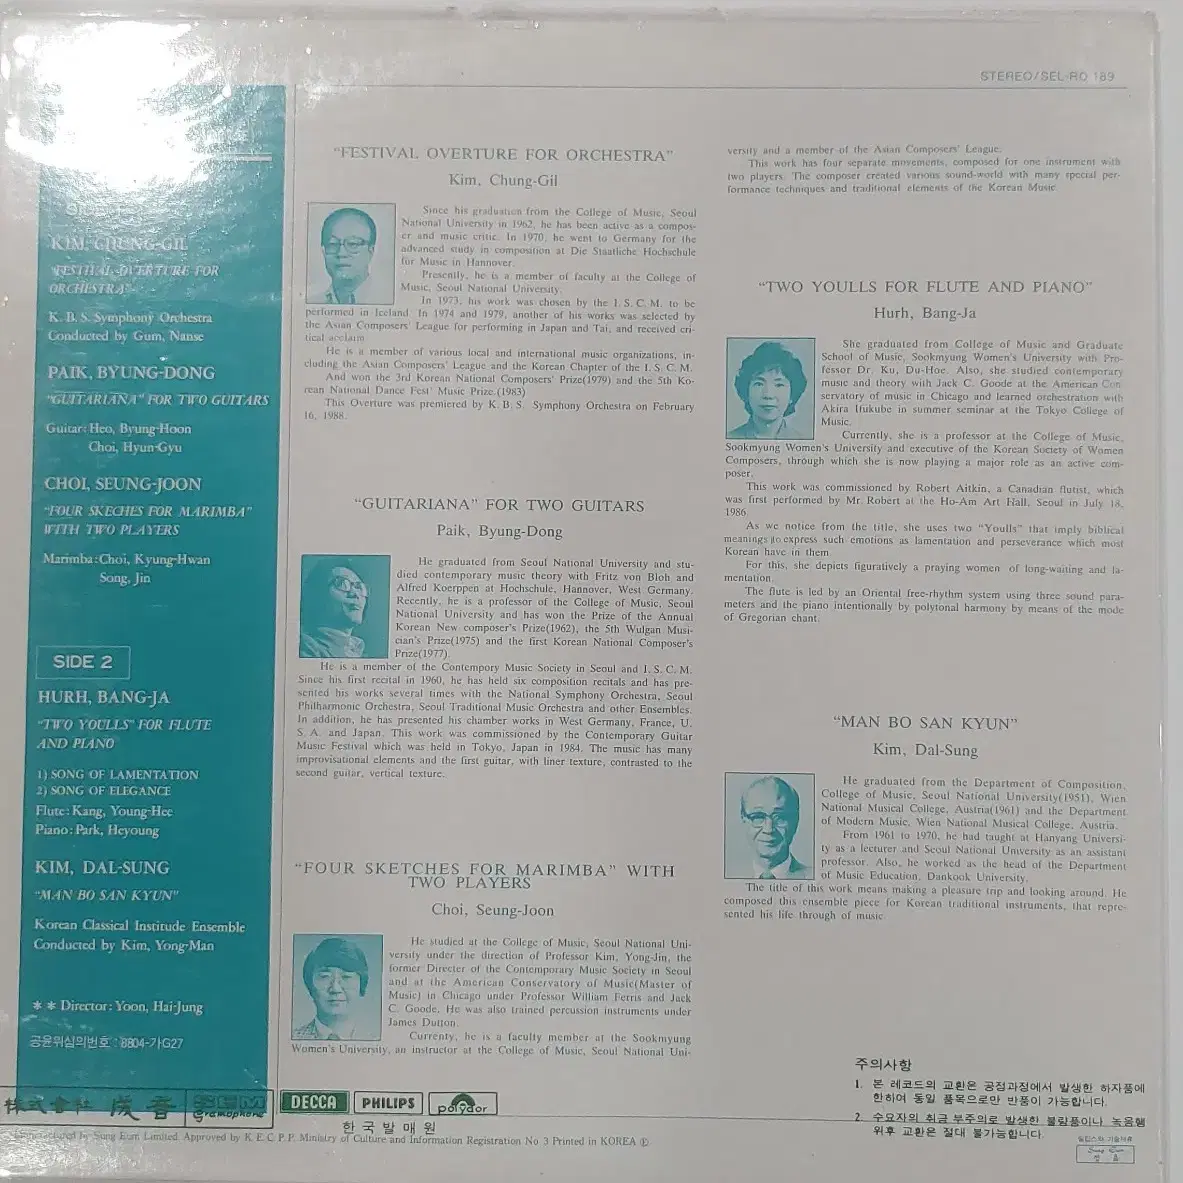 STEREO/SEL-RO 189
KIM, CHUNG-GIL
"FESTIVAL OVERTURE FOR
ORCHESTRA"
K. B. S. Symphony Orchestra
Conducted by Gum, Nanse
PAIK, BYUNG-DONG
"GUITARIANA" FOR TWO GUITARS
Guitar: Heo, Byung-Hoon
Choi, Hyun-Gyu
CHOI, SEUNG-JOON
"FOUR SKECHES FOR MARIMBA"
WITH TWO PLAYERS
Marimba: Choi, Kyung-Hwan
Song, Jin
SIDE 2
HURH, BANG-JA
"TWO YOULLS" FOR FLUTE
AND PIANO
1) SONG OF LAMENTATION
2) SONG OF ELEGANCE
Flute: Kang, Young-Hee
Piano: Park, Heyoung
KIM, DAL-SUNG
"MAN BO SAN KYUN"
Korean Classical Institude Ensemble
Conducted by Kim, Yong-Man
** Director: Yoon, Hai-Jung
공윤위심의번호 : 8804-가G27
"FESTIVAL OVERTURE FOR ORCHESTRA"
Kim, Chung-Gil
Since his graduation from the College of Music, Seoul
National University in 1962, he has been active as a compos-
er and music critic. In 1970, he went to Germany for the
advanced study in composition at Die Staatliche Hochschule
für Music in Hannover.
Presently, he is a member of faculty at the College of
Music, Seoul National University.
In 1973, his work was chosen by the I. S. C. M. to be
performed in Iceland. In 1974 and 1979, another of his works was selected by
the Asian Composers' League for performing in Japan and Tai, and received cri-
tical acclaim.
He is a member of various local and international music organizations, in-
cluding the Asian Composers' League and the Korean Chapter of the I. S. C. M.
And won the 3rd Korean National Composers' Prize(1979) and the 5th Ko-
rean National Dance Fest' Music Prize.(1983)
This Overture was premiered by K. B. S. Symphony Orchestra on February
16, 1988.
"GUITARIANA" FOR TWO GUITARS
Paik, Byung-Dong
He graduated from Seoul National University and stu-
died contemporary music theory with Fritz von Bloh and
Alfred Koerppen at Hochschule, Hannover, West Germany.
Recently, he is a professor of the College of Music, Seoul
National University and has won the Prize of the Annual
Korean New composer's Prize(1962), the 5th Wulgan Musi-
cian's Prize(1975) and the first Korean National Composer's
Prize(1977).
He is a member of the Contempory Music Society in Seoul and I. S. C. M.
Since his first recital in 1960, he has held six composition recitals and has pre-
sented his works several times with the National Symphony Orchestra, Seoul
Philharmonic Orchestra, Seoul Traditional Music Orchestra and other Ensembles.
In addition, he has presented his chamber works in West Germany, France, U.
S. A. and Japan. This work was commissioned by the Contemporary Guitar
Music Festival which was held in Tokyo, Japan in 1984. The music has many
improvisational elements and the first guitar, with liner texture, contrasted to the
second guitar, vertical texture.
"FOUR SKETCHES FOR MARIMBA" WITH
TWO PLAYERS
Choi, Seung-Joon
He studied at the College of Music, Seoul National Uni-
versity under the direction of Professor Kim, Yong-Jin, the
former Directer of the Contemporary Music Society in Seoul
and at the American Conservatory of Music(Master of
Music) in Chicago under Professor William Ferris and Jack
C. Goode. He was also trained percussion instruments under
James Dutton.
Currenty, he is a faculty member at the Sookmyung
Women's University, an instructor at the College of Music, Seoul National Uni-
versity and a member of the Asian Composers' League.
This work has four separate movements, composed for one instrument with
two players. The composer created various sound-world with many special per-
formance techniques and traditional elements of the Korean Music.
"TWO YOULLS FOR FLUTE AND PIANO"
Hurh, Bang-Ja
She graduated from College of Music and Graduate
School of Music, Sookmyung Women's University with Pro-
fessor Dr. Ku, Du-Hoe. Also, she studied contemporary
music and theory with Jack C. Goode at the American Con-
servatory of music in Chicago and learned orchestration with
Akira Ifukube in summer seminar at the Tokyo College of
Music.
Currently, she is a professor at the College of Music,
Sookmyung Women's University and executive of the Korean Society of Women
Composers, through which she is now playing a major role as an active com-
poser.
This work was commissioned by Robert Aitkin, a Canadian flutist, which
was first performed by Mr. Robert at the Ho-Am Art Hall, Seoul in July 18,
1986.
As we notice from the title, she uses two "Youlls" that imply biblical
meanings to express such emotions as lamentation and perseverance which most
Korean have in them.
For this, she depicts figuratively a praying women of long-waiting and la-
mentation.
The flute is led by an Oriental free-rhythm system using three sound para-
meters and the piano intentionally by polytonal harmony by means of the mode
of Gregorian chant.
"MAN BO SAN KYUN"
Kim, Dal-Sung
He graduated from the Department of Composition,
College of Music, Seoul National University(1951), Wien
National Musical College, Austria(1961) and the Department
of Modern Music, Wien National Musical College, Austria.
From 1961 to 1970, he had taught at Hanyang Universi-
ty as a lecturer and Seoul National University as an assistant
professor. Also, he worked as the head of the Department
of Music Education, Dankook University.
The title of this work means making a pleasure trip and looking around. He
composed this ensemble piece for Korean traditional instruments, that repre-
sented his life through of music.
주의사항
1. 본 레코드의 교환은 공정과정에서 발생한 하자품에
한하여 동일 품목으로만 반품이 가능합니다.
2. 수요자의 취급 부주의로 발생한 불량품이나 녹음행
위후 교환은 절대 불가능합니다.
株式會社 成音
SEM
Gramophone
DECCA
PHILIPS
polydor
한국발매원
Manufactured by Sung Eum Limited. Approved by K. E. C. P. P. Ministry of Culture and Information Registration No 3 Printed in KOREA Ⓟ
Sung Eum
성음